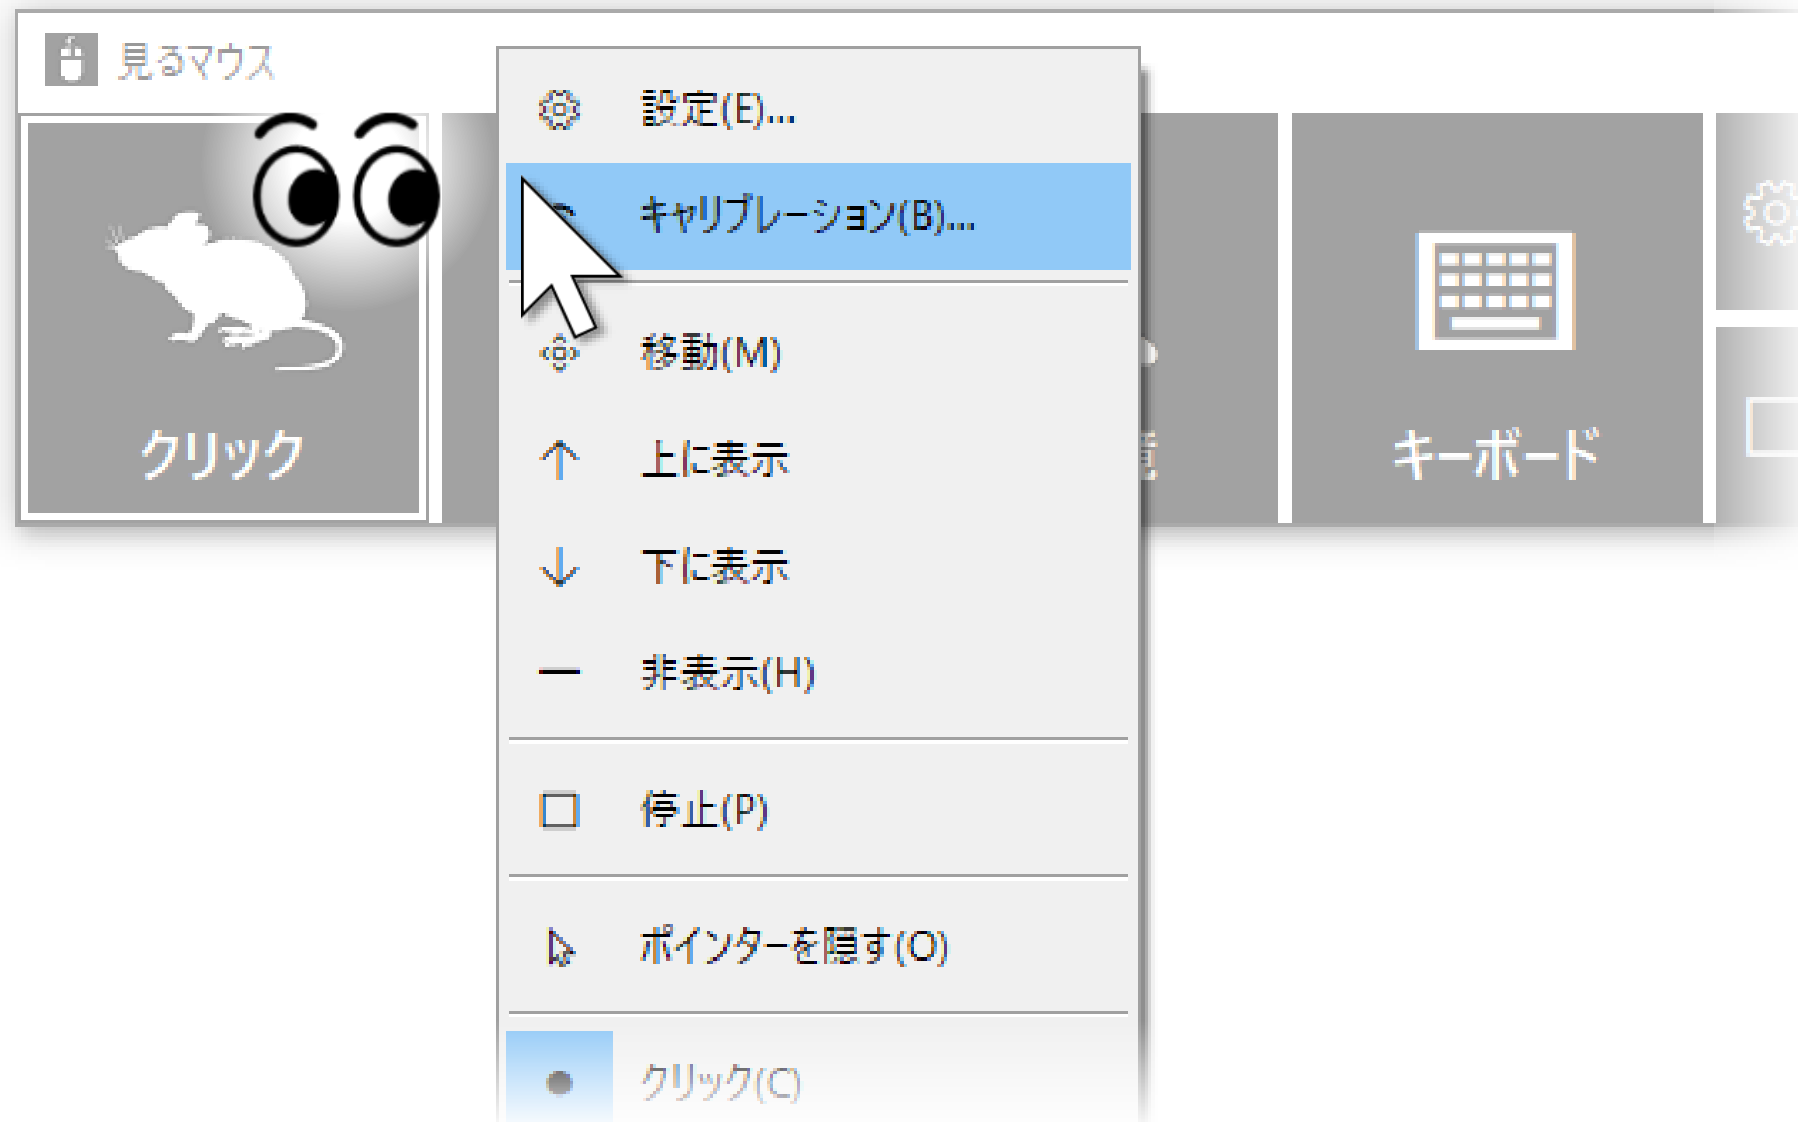 見るマウス
設定(E)...
キャリブレーション(B)...
移動(M)
上に表示
下に表示
非表示(H)
停止(P)
ポインターを隠す(O)
クリック(C)
クリック
キーボード